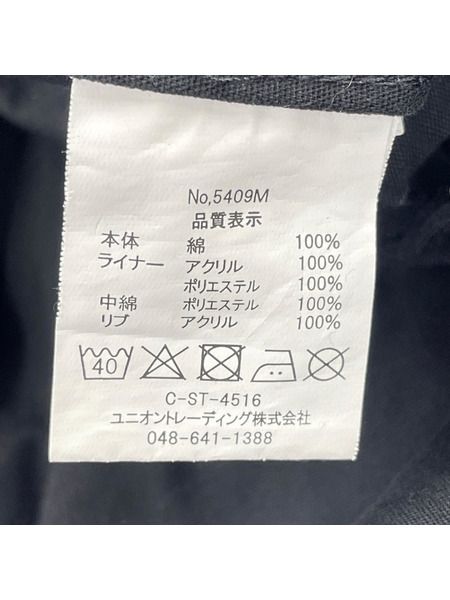 No,5409M
品質表示
本体 綿 100%
ライナー アクリル 100%
ポリエステル 100%
中綿 ポリエステル 100%
リブ アクリル 100%
40
C-ST-4516
ユニオントレーディング株式会社
048-641-1388